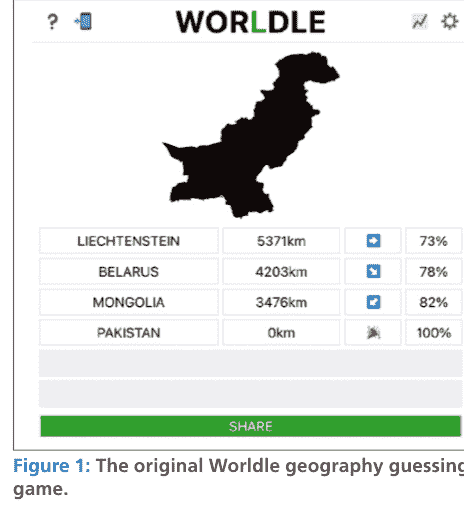 ?
WORLDLE
LIECHTENSTEIN 5371km 73%
BELARUS 4203km 78%
MONGOLIA 3476km 82%
PAKISTAN 0km 100%
SHARE
Figure 1: The original Worldle geography guessing
game.